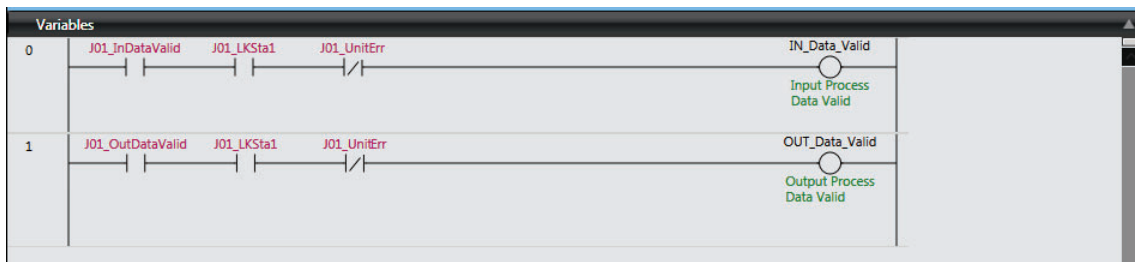 Variables
0 J01_InDataValid J01_LKSta1 J01_UnitErr IN_Data_Valid
Input Process
Data Valid
1 J01_OutDataValid J01_LKSta1 J01_UnitErr OUT_Data_Valid
Output Process
Data Valid